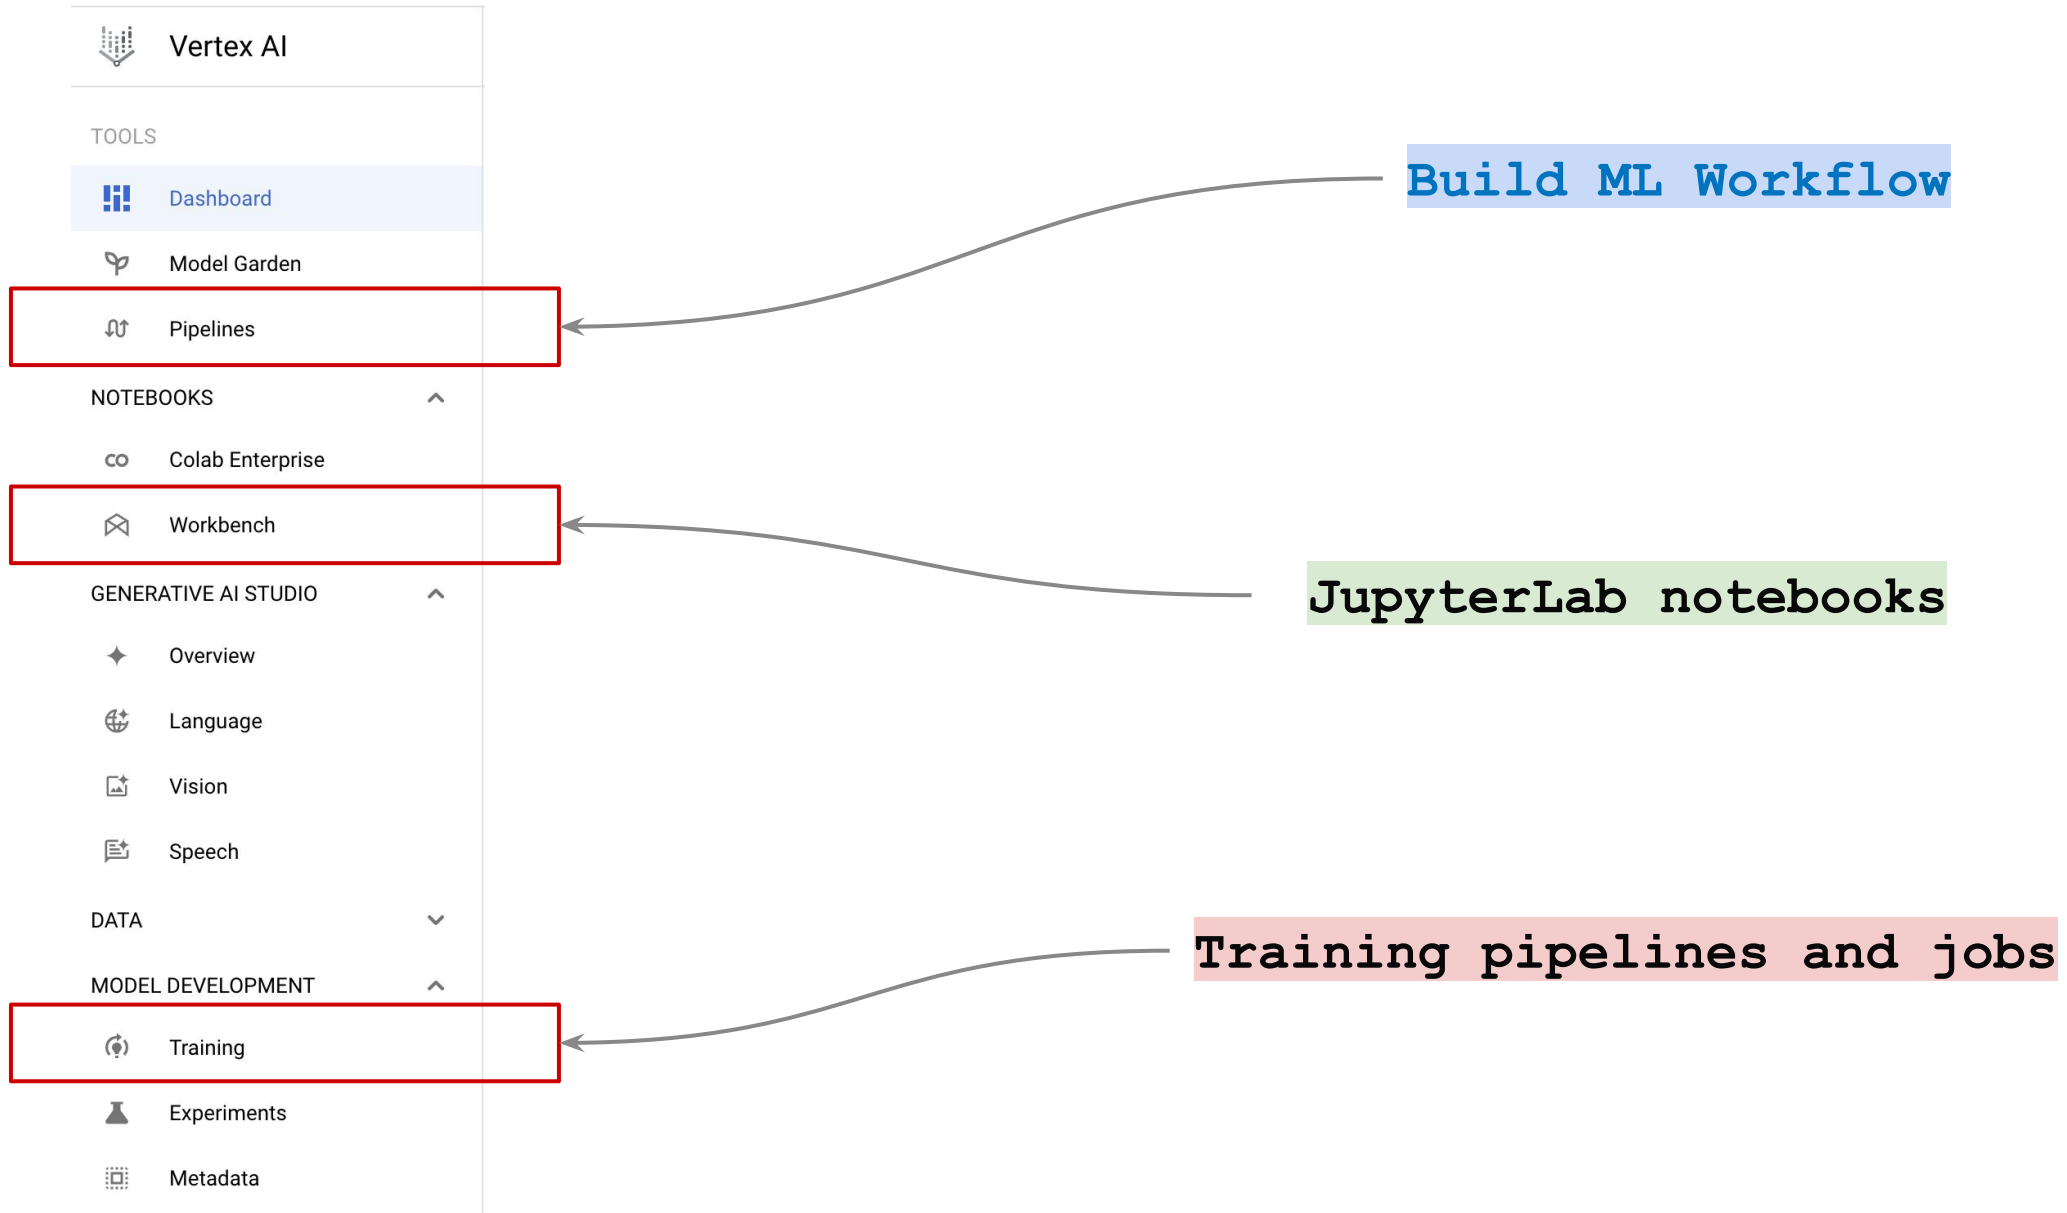 Vertex AI
TOOLS
Dashboard
Model Garden
Pipelines
NOTEBOOKS
Colab Enterprise
Workbench
GENERATIVE AI STUDIO
Overview
Language
Vision
Speech
DATA
MODEL DEVELOPMENT
Training
Experiments
Metadata
Build ML Workflow
JupyterLab notebooks
Training pipelines and jobs